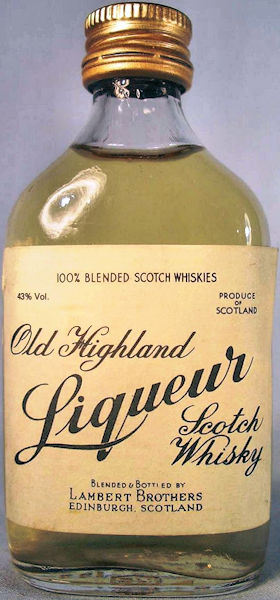 100% BLENDED SCOTCH WHISKIES
43% Vol.
PRODUCE
OF
SCOTLAND
Old Highland
Liqueur
Scotch
Whisky
BLENDED & BOTTLED BY
LAMBERT BROTHERS
EDINBURGH, SCOTLAND